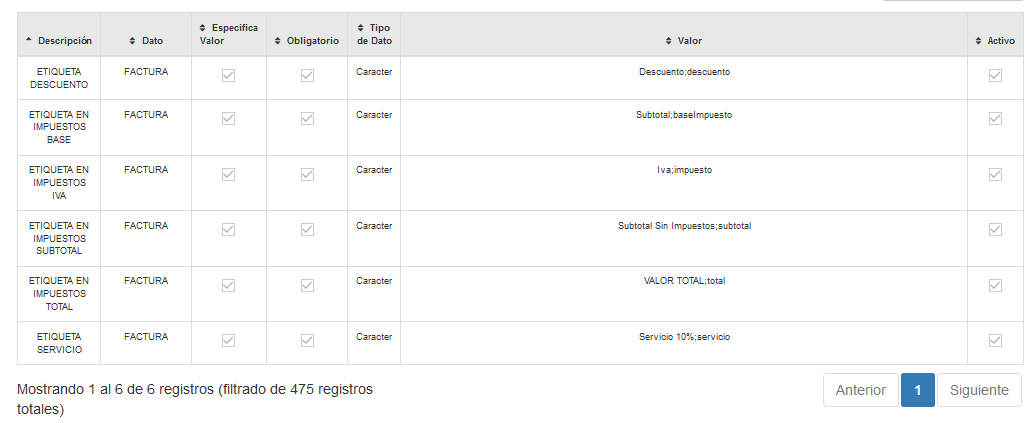 Descripción Dato Especifica Valor Obligatorio Tipo de Dato Valor Activo
ETIQUETA DESCUENTO FACTURA Caracter Descuento;descuento
ETIQUETA EN IMPUESTOS BASE FACTURA Caracter Subtotal;baseImpuesto
ETIQUETA EN IMPUESTOS IVA FACTURA Caracter Iva;impuesto
ETIQUETA EN IMPUESTOS SUBTOTAL FACTURA Caracter Subtotal Sin Impuestos;subtotal
ETIQUETA EN IMPUESTOS TOTAL FACTURA Caracter VALOR TOTAL;total
ETIQUETA SERVICIO FACTURA Caracter Servicio 10%;servicio
Mostrando 1 al 6 de 6 registros (filtrado de 475 registros
totales)
Anterior 1 Siguiente